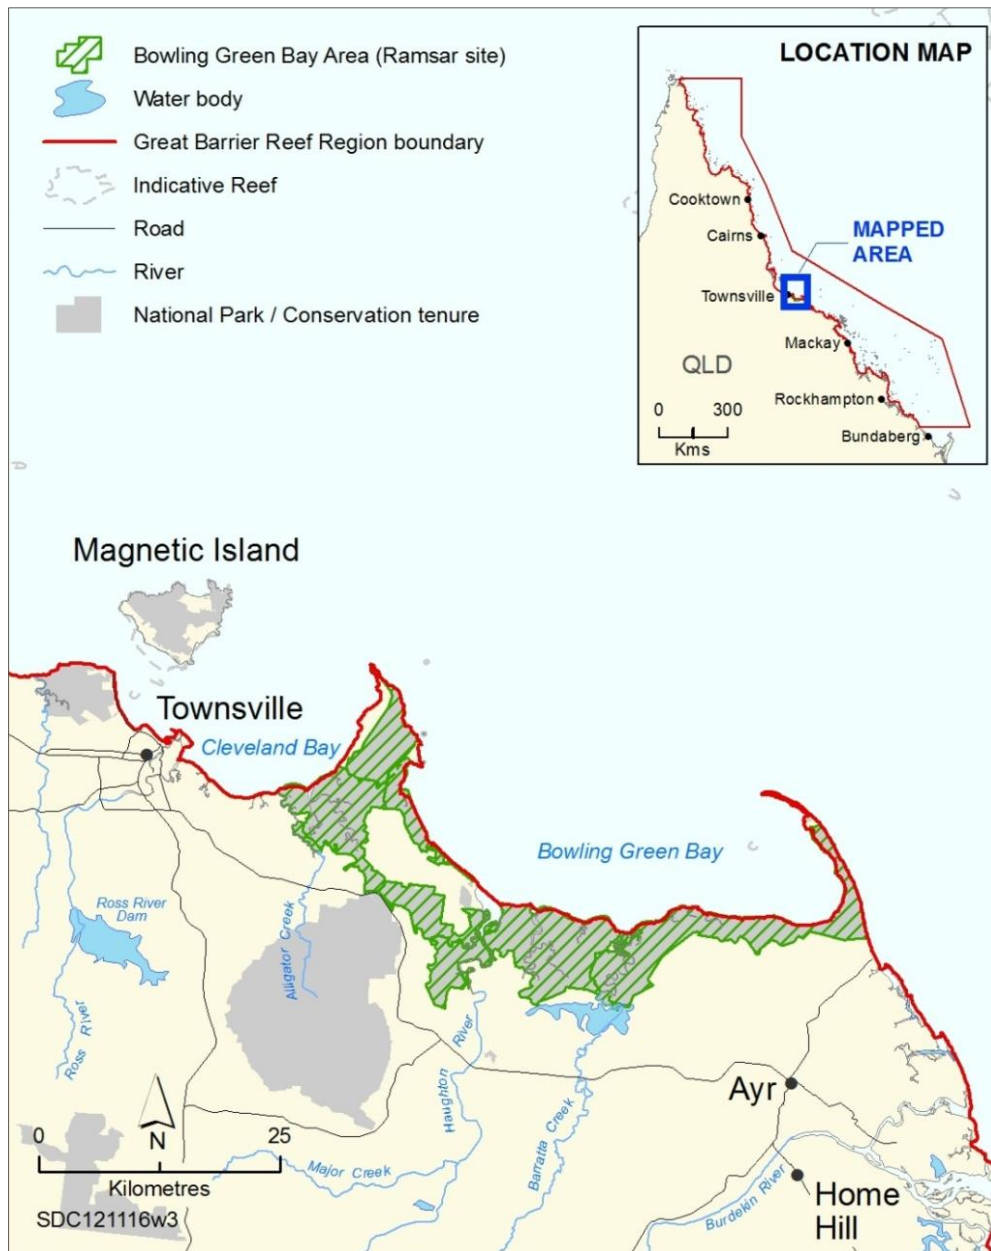 Bowling Green Bay Area (Ramsar site)
Water body
Great Barrier Reef Region boundary
Indicative Reef
Road
River
National Park / Conservation tenure
LOCATION MAP
Cooktown
Cairns
MAPPED
AREA
Townsville
Mackay
QLD
Rockhampton
0 300
Kms
Bundaberg
Magnetic Island
Townsville
Cleveland Bay
Bowling Green Bay
Ross River
Dam
Alligator Creek
Ross River
Haughton River
Barratta Creek
Ayr
Major Creek
Burdekin River
Home
Hill
N
0 25
Kilometres
SDC121116w3